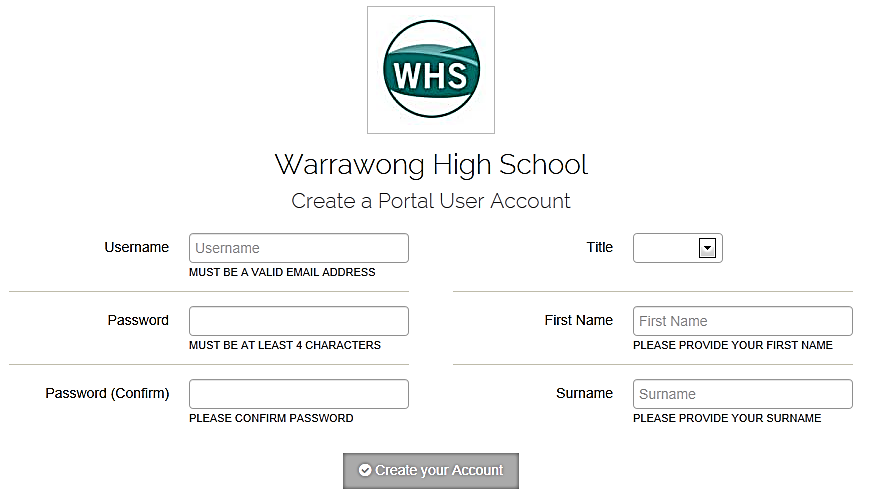 WHS
Warrawong High School
Create a Portal User Account
Username Username Title
MUST BE A VALID EMAIL ADDRESS
Password First Name First Name
MUST BE AT LEAST 4 CHARACTERS PLEASE PROVIDE YOUR FIRST NAME
Password (Confirm) Surname Surname
PLEASE CONFIRM PASSWORD PLEASE PROVIDE YOUR SURNAME
Create your Account